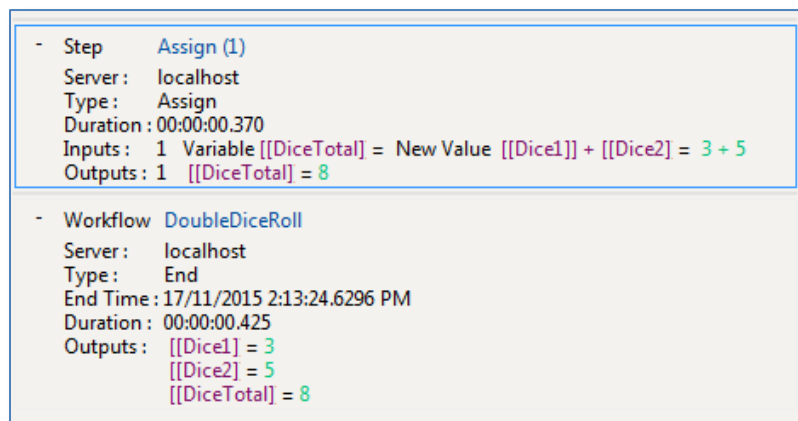 - Step Assign (1)
Server : localhost
Type : Assign
Duration : 00:00:00.370
Inputs : 1 Variable [[DiceTotal] = New Value [[Dice1]] + [[Dice2] = 3 + 5
Outputs : 1 [[DiceTotal] = 8
- Workflow DoubleDiceRoll
Server : localhost
Type : End
End Time : 17/11/2015 2:13:24.6296 PM
Duration : 00:00:00.425
Outputs : [[Dice1] = 3
[[Dice2] = 5
[[DiceTotal] = 8